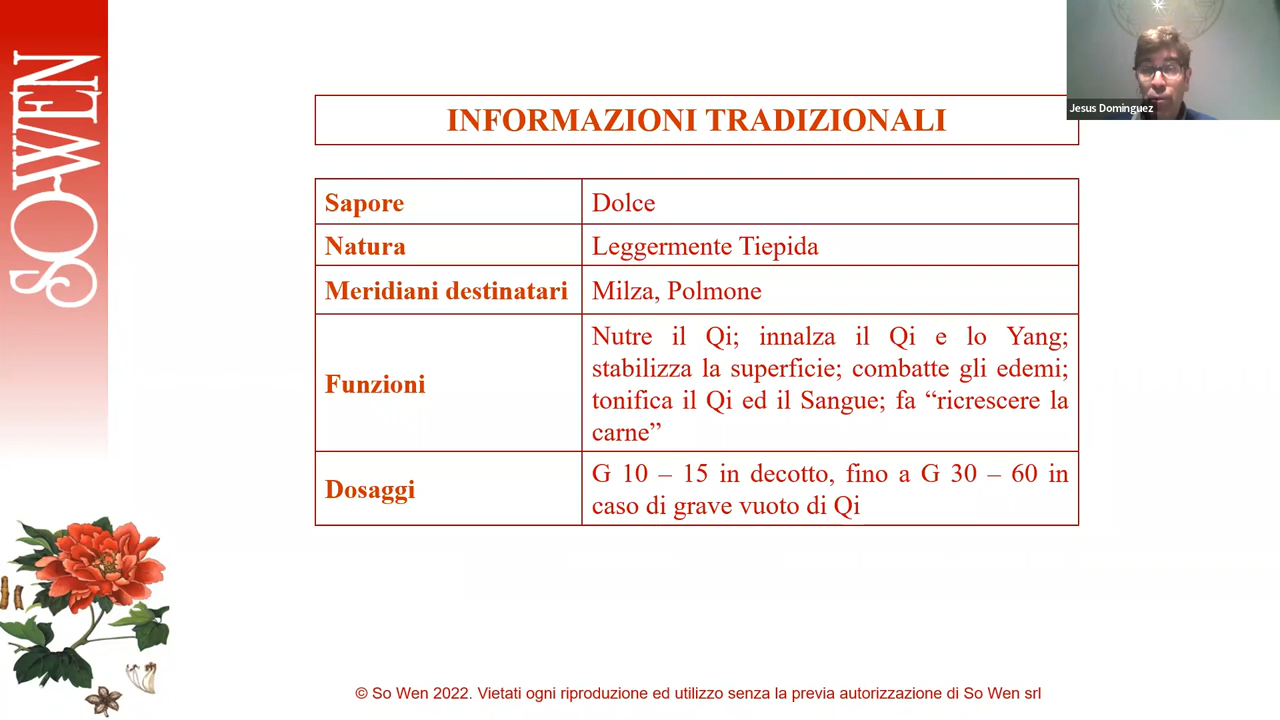 SOWEN
Jesus Dominguez
INFORMAZIONI TRADIZIONALI
Sapore
Dolce
Natura
Leggermente Tiepida
Meridiani destinatari
Milza, Polmone
Funzioni
Nutre il Qi; innalza il Qi e lo Yang;
stabilizza la superficie; combatte gli edemi;
tonifica il Qi ed il Sangue; fa “ricrescere la
carne”
Dosaggi
G 10 – 15 in decotto, fino a G 30 – 60 in
caso di grave vuoto di Qi
© So Wen 2022. Vietati ogni riproduzione ed utilizzo senza la previa autorizzazione di So Wen srl